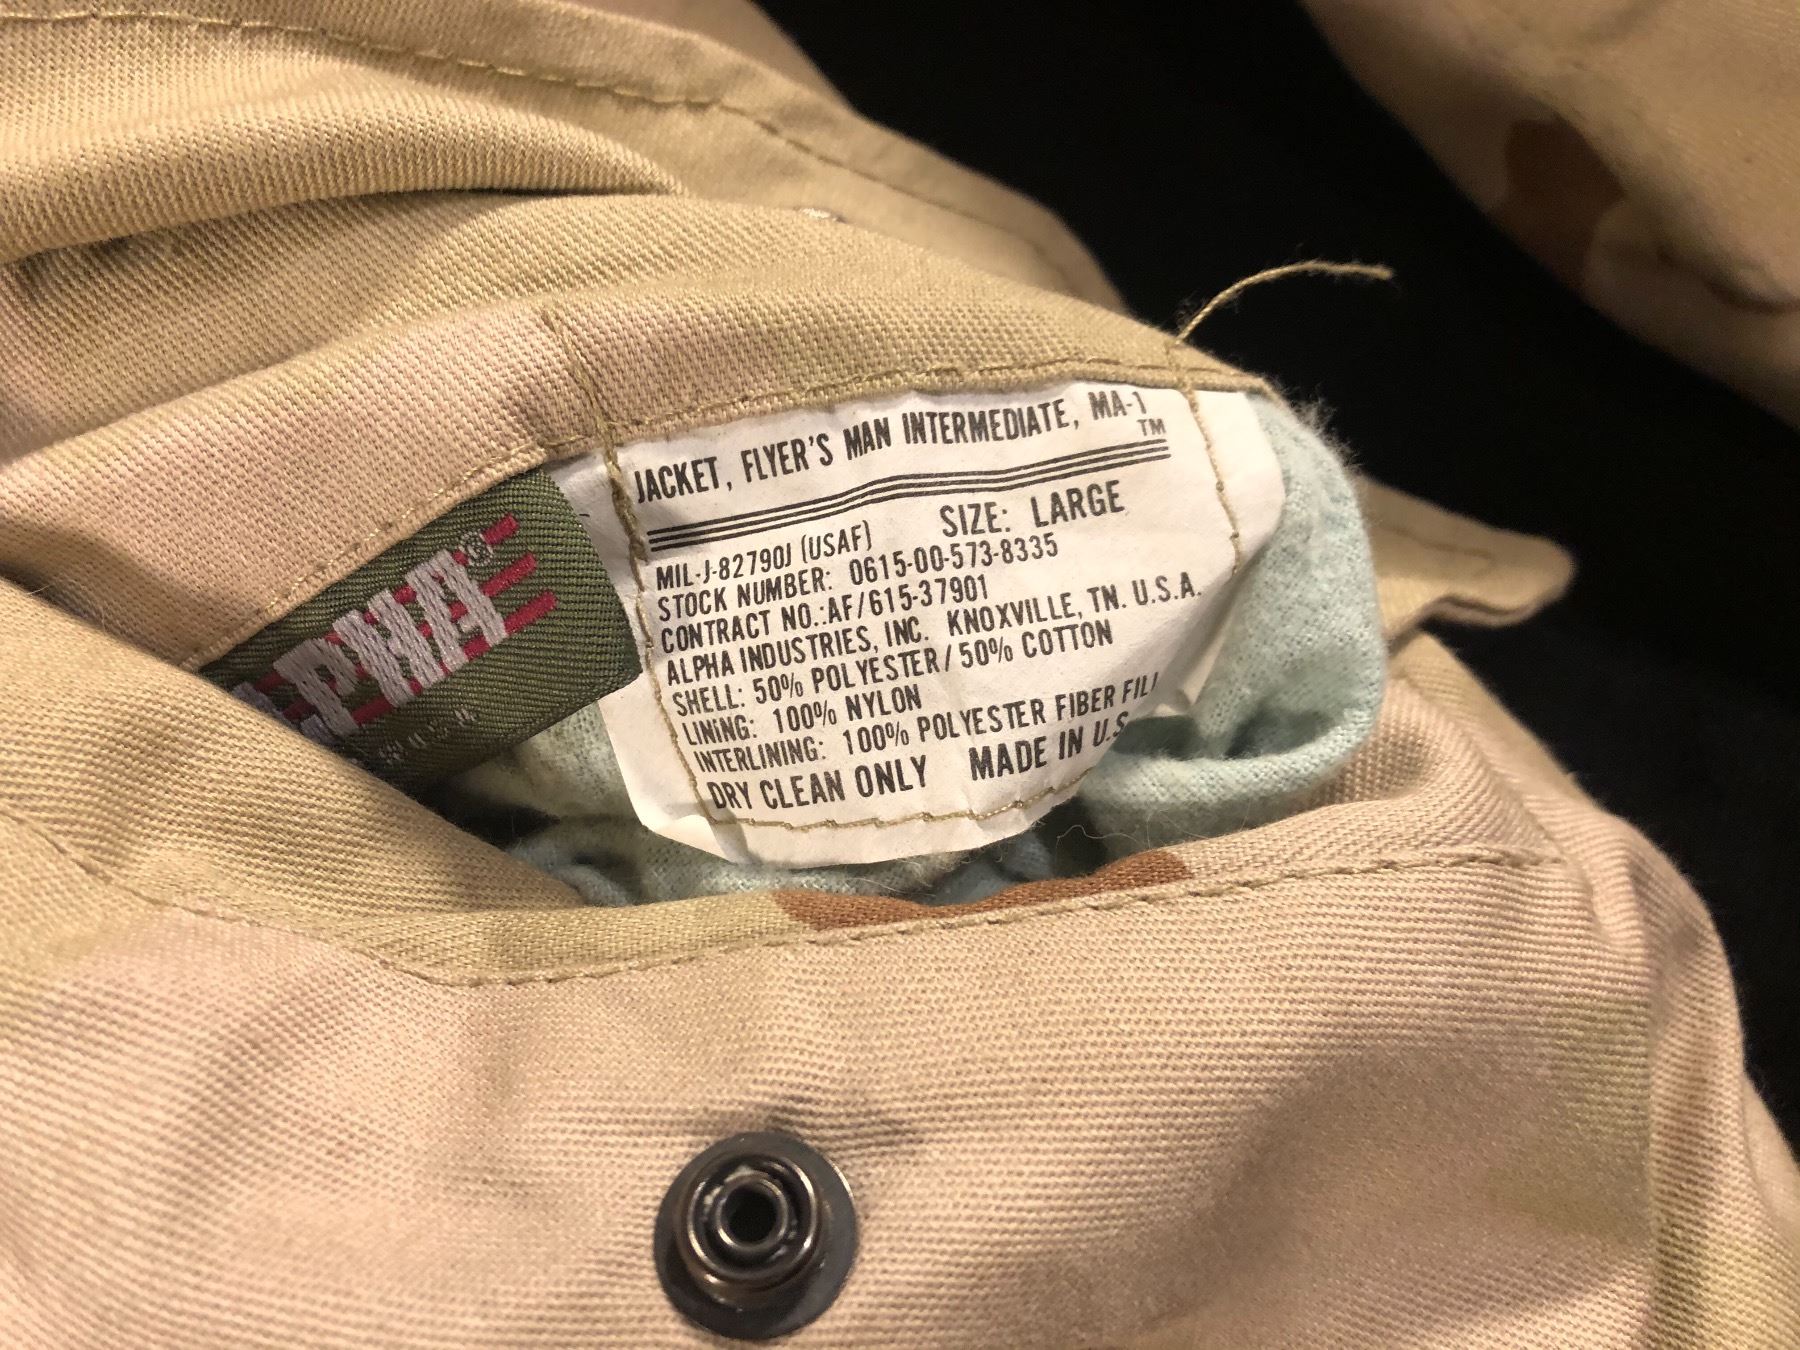 JACKET, FLYER'S MAN INTERMEDIATE, MA-1
TM
SIZE: LARGE
MIL-J-82790J (USAF)
STOCK NUMBER: 0615-00-573-8335
CONTRACT NO.:AF/615-37901
ALPHA INDUSTRIES, INC. KNOXVILLE, TN. U.S.A.
SHELL: 50% POLYESTER/50% COTTON
LINING: 100% NYLON
INTERLINING: 100% POLYESTER FIBER FILL
DRY CLEAN ONLY MADE IN U.S.
ALPHA®